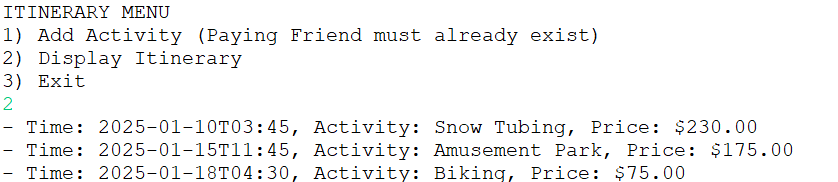 ITINERARY MENU
1) Add Activity (Paying Friend must already exist)
2) Display Itinerary
3) Exit
2
- Time: 2025-01-10T03:45, Activity: Snow Tubing, Price: $230.00
- Time: 2025-01-15T11:45, Activity: Amusement Park, Price: $175.00
- Time: 2025-01-18T04:30, Activity: Biking, Price: $75.00